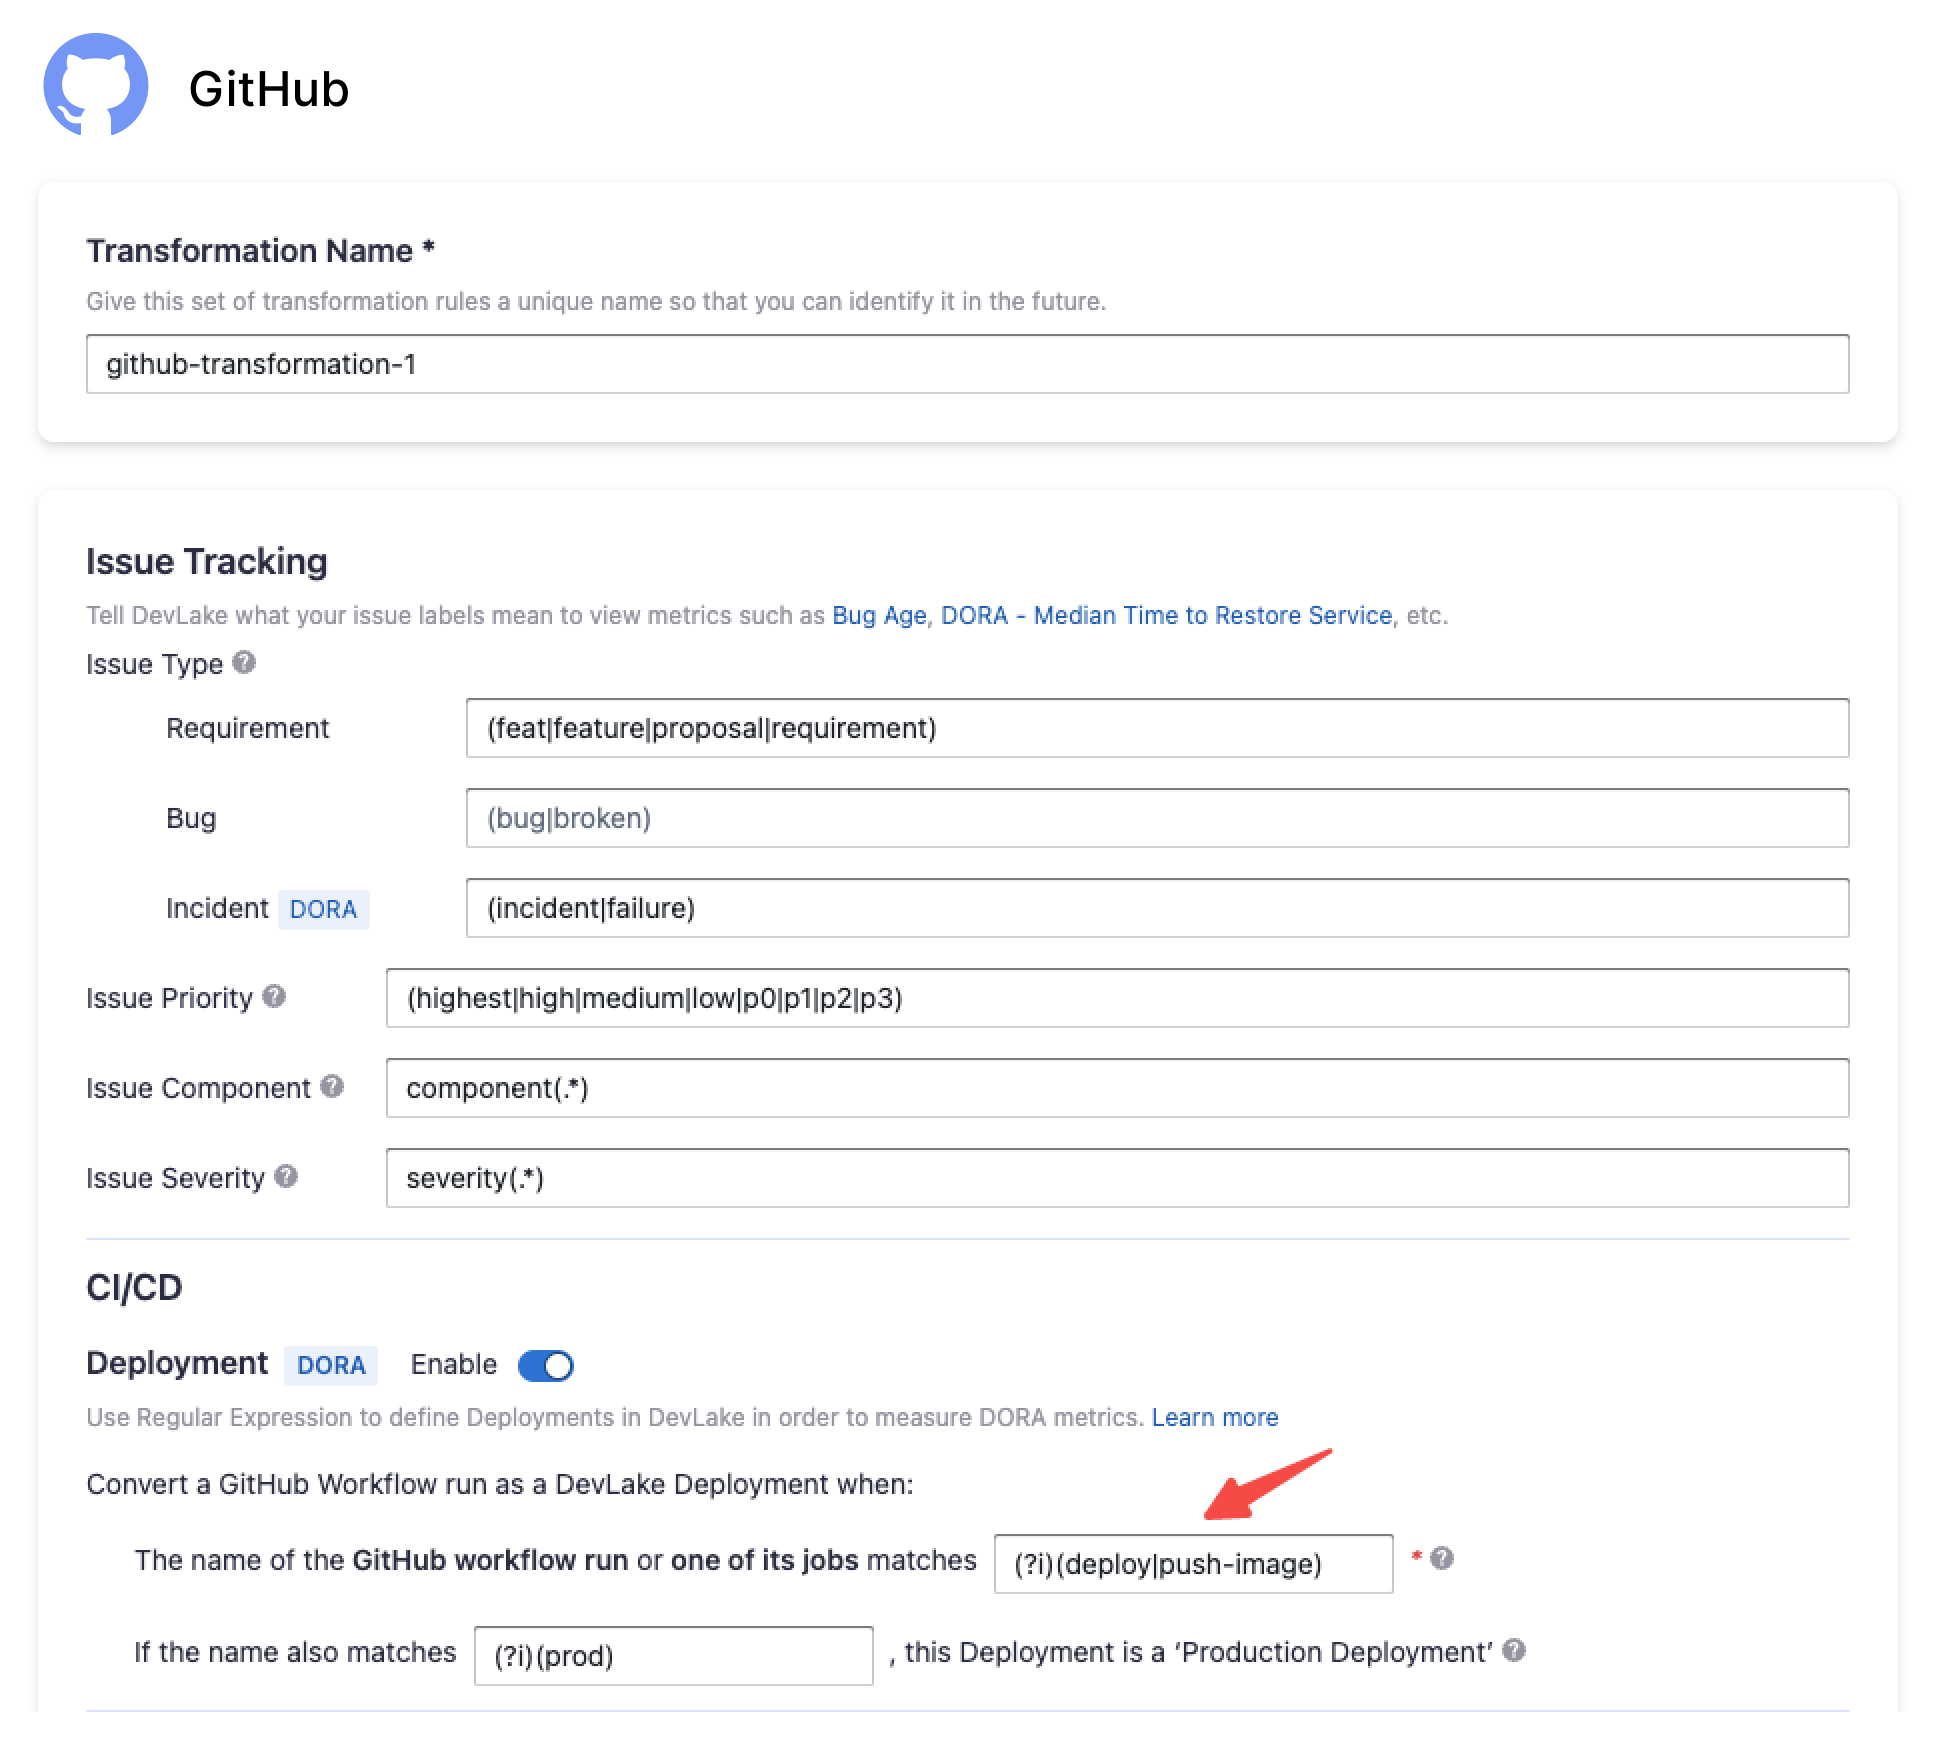 GitHub
Transformation Name *
Give this set of transformation rules a unique name so that you can identify it in the future.
github-transformation-1
Issue Tracking
Tell DevLake what your issue labels mean to view metrics such as Bug Age, DORA - Median Time to Restore Service, etc.
Issue Type ?
Requirement (feat|feature|proposal|requirement)
Bug (bug|broken)
Incident DORA (incident|failure)
Issue Priority ? (highest|high|medium|low|p0|p1|p2|p3)
Issue Component ? component(.*)
Issue Severity ? severity(.*)
CI/CD
Deployment DORA Enable
Use Regular Expression to define Deployments in DevLake in order to measure DORA metrics. Learn more
Convert a GitHub Workflow run as a DevLake Deployment when:
The name of the GitHub workflow run or one of its jobs matches (?i)(deploy|push-image) * ?
If the name also matches (?i)(prod) , this Deployment is a ‘Production Deployment’ ?